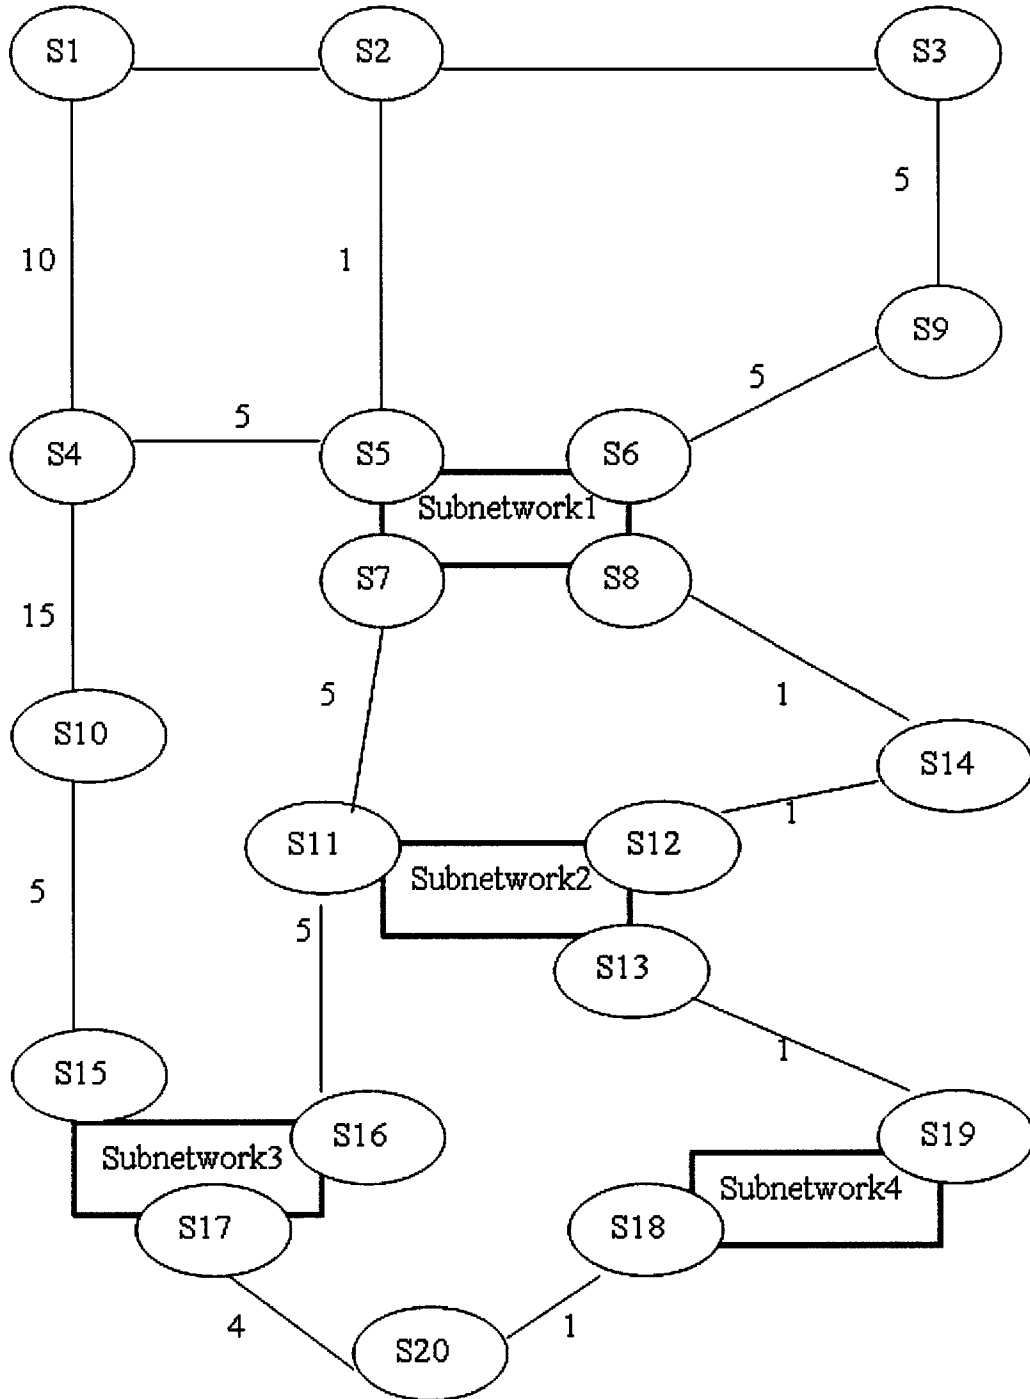 S1
S2
S3
5
10
1
S9
5
5
S4
S5
S6
Subnetwork1
S7
S8
15
5
1
S10
S14
1
S11
S12
Subnetwork2
5
5
S13
1
S15
S16
S19
Subnetwork3
Subnetwork4
S17
S18
4
1
S20